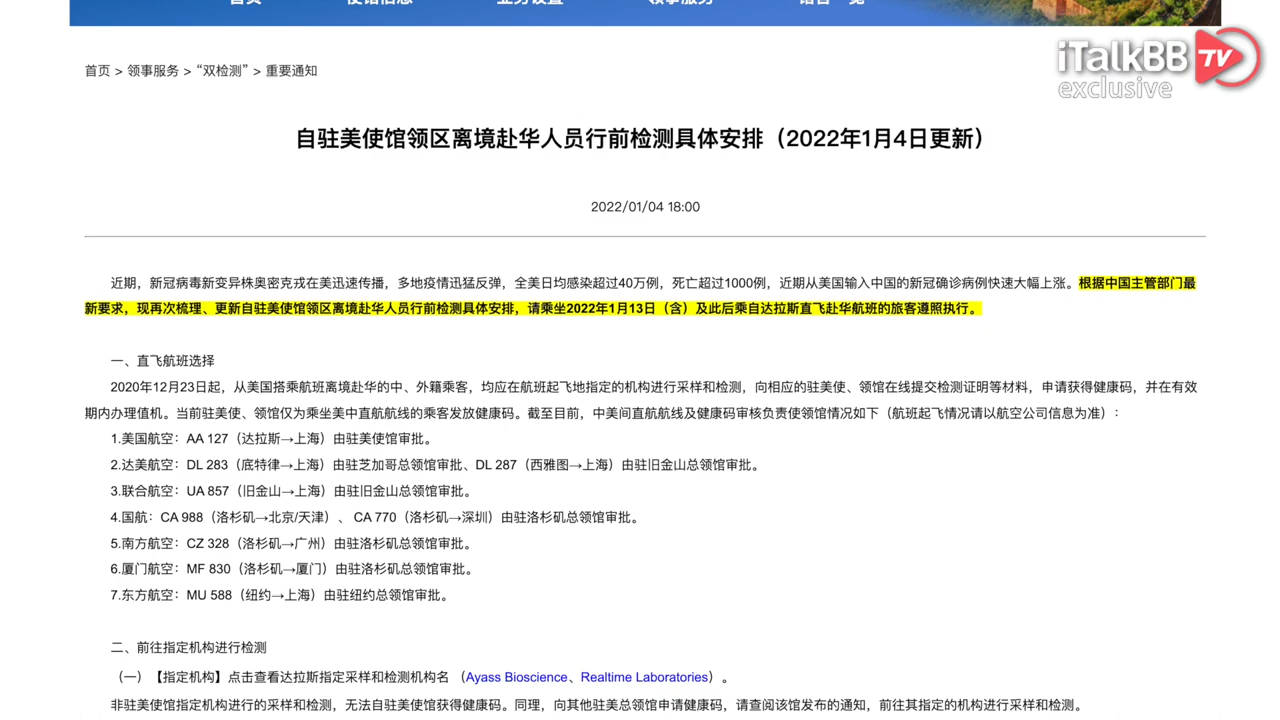 首页 使馆信息 业务设置 领事服务 语言一览
iTalkBB TV
exclusive
首页 > 领事服务 > “双检测” > 重要通知
自驻美使馆领区离境赴华人员行前检测具体安排（2022年1月4日更新）
2022/01/04 18:00
近期，新冠病毒新变异株奥密克戎在美迅速传播，多地疫情迅猛反弹，全美日均感染超过40万例，死亡超过1000例，近期从美国输入中国的新冠确诊病例快速大幅上涨。根据中国主管部门最
新要求，现再次梳理、更新自驻美使馆领区离境赴华人员行前检测具体安排，请乘坐2022年1月13日（含）及此后乘自达拉斯直飞赴华航班的旅客遵照执行。
一、直飞航班选择
2020年12月23日起，从美国搭乘航班离境赴华的中、外籍乘客，均应在航班起飞地指定的机构进行采样和检测，向相应的驻美使、领馆在线提交检测证明等材料，申请获得健康码，并在有效
期内办理值机。当前驻美使、领馆仅为乘坐美中直航航线的乘客发放健康码。截至目前，中美间直航航线及健康码审核负责使领馆情况如下（航班起飞情况请以航空公司信息为准）：
1.美国航空：AA 127（达拉斯→上海）由驻美使馆审批。
2.达美航空：DL 283（底特律→上海）由驻芝加哥总领馆审批、DL 287（西雅图→上海）由驻旧金山总领馆审批。
3.联合航空：UA 857（旧金山→上海）由驻旧金山总领馆审批。
4.国航：CA 988（洛杉矶→北京/天津）、 CA 770（洛杉矶→深圳）由驻洛杉矶总领馆审批。
5.南方航空：CZ 328（洛杉矶→广州）由驻洛杉矶总领馆审批。
6.厦门航空：MF 830（洛杉矶→厦门）由驻洛杉矶总领馆审批。
7.东方航空：MU 588（纽约→上海）由驻纽约总领馆审批。
二、前往指定机构进行检测
（一）【指定机构】点击查看达拉斯指定采样和检测机构名 （Ayass Bioscience、Realtime Laboratories）。
非驻美使馆指定机构进行的采样和检测，无法自驻美使馆获得健康码。同理，向其他驻美总领馆申请健康码，请查阅该馆发布的通知，前往其指定的机构进行采样和检测。